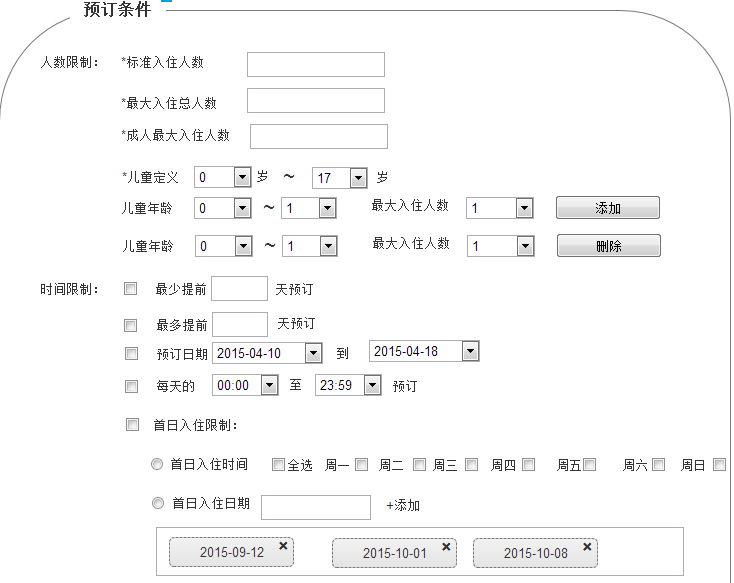 预订条件
人数限制： *标准入住人数
*最大入住总人数
*成人最大入住人数
*儿童定义 0 岁 ～ 17 岁
儿童年龄 0 ～ 1 最大入住人数 1 添加
儿童年龄 0 ～ 1 最大入住人数 1 删除
时间限制： 最少提前 天预订
最多提前 天预订
预订日期 2015-04-10 到 2015-04-18
每天的 00:00 至 23:59 预订
首日入住限制：
首日入住时间 全选 周一 周二 周三 周四 周五 周六 周日
首日入住日期 +添加
2015-09-12 × 2015-10-01 × 2015-10-08 ×